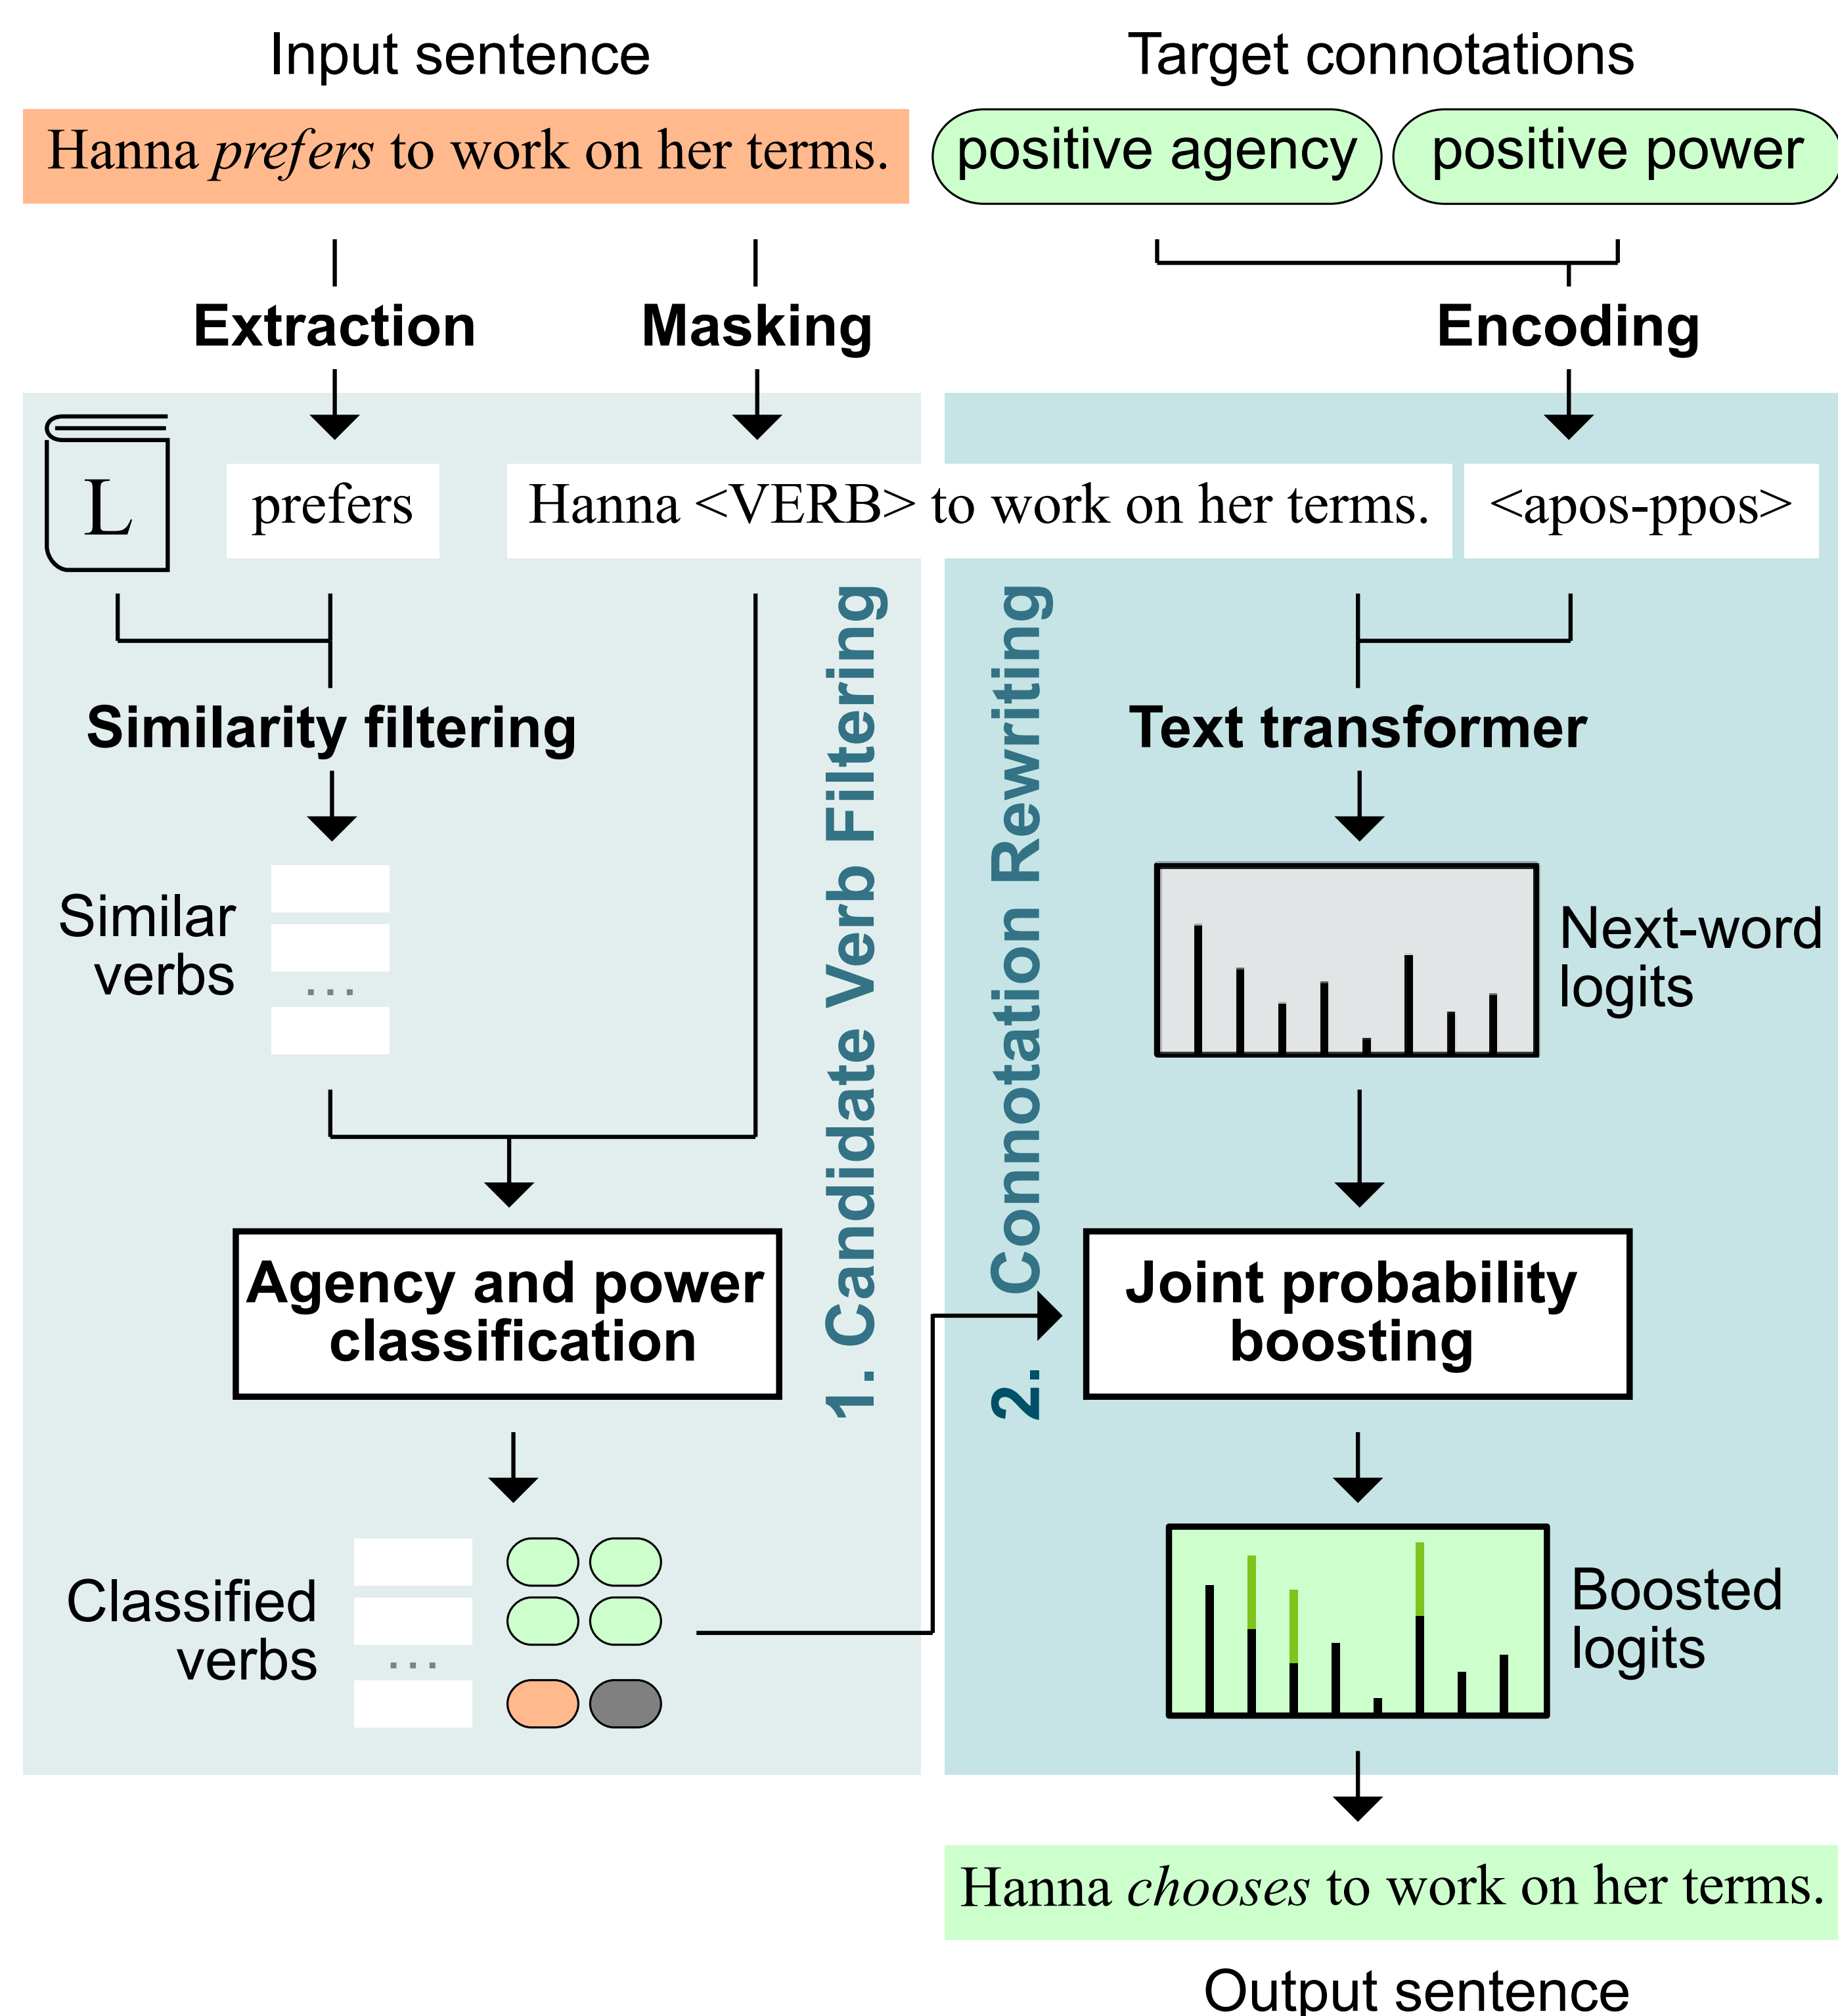 Input sentence
Target connotations
Hanna prefers to work on her terms.
positive agency
positive power
Extraction
Masking
Encoding
L
prefers
Hanna <VERB> to work on her terms.
<apos-ppos>
1. Candidate Verb Filtering
2. Connotation Rewriting
Similarity filtering
Text transformer
Similar
verbs
...
Next-word
logits
Agency and power
classification
Joint probability
boosting
Classified
verbs
...
Boosted
logits
Hanna chooses to work on her terms.
Output sentence